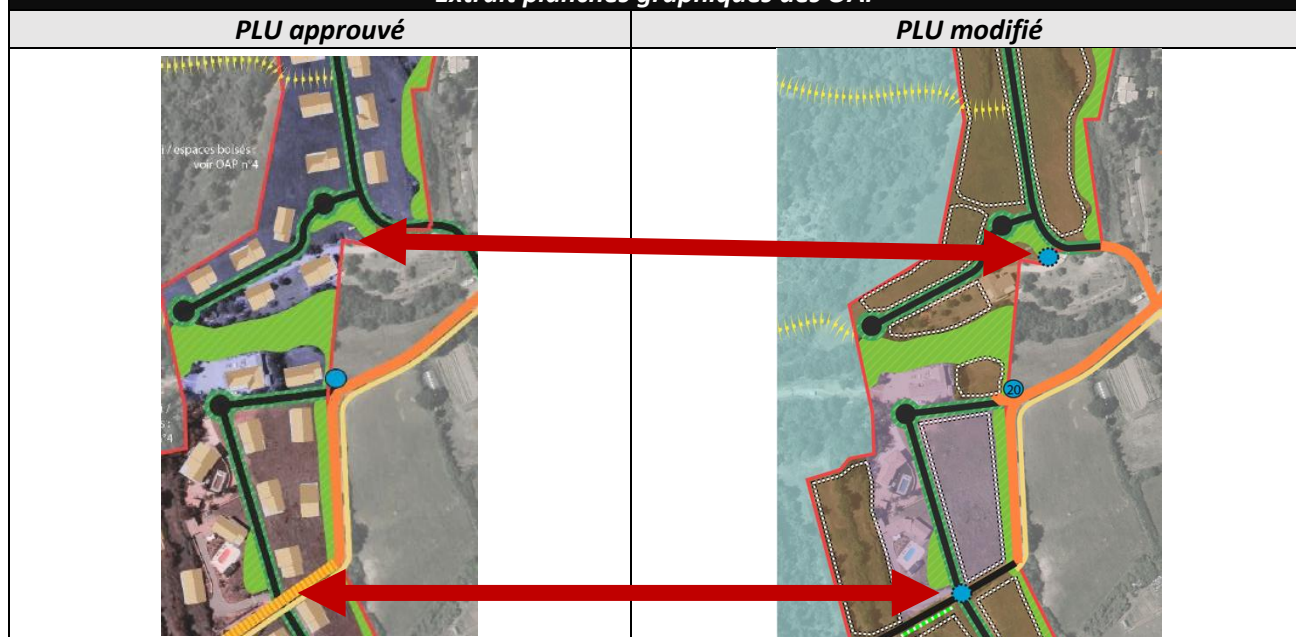 Extrait planches graphiques des OAP
PLU approuvé
PLU modifié
i / espaces boisés :
voir OAP n°4
20